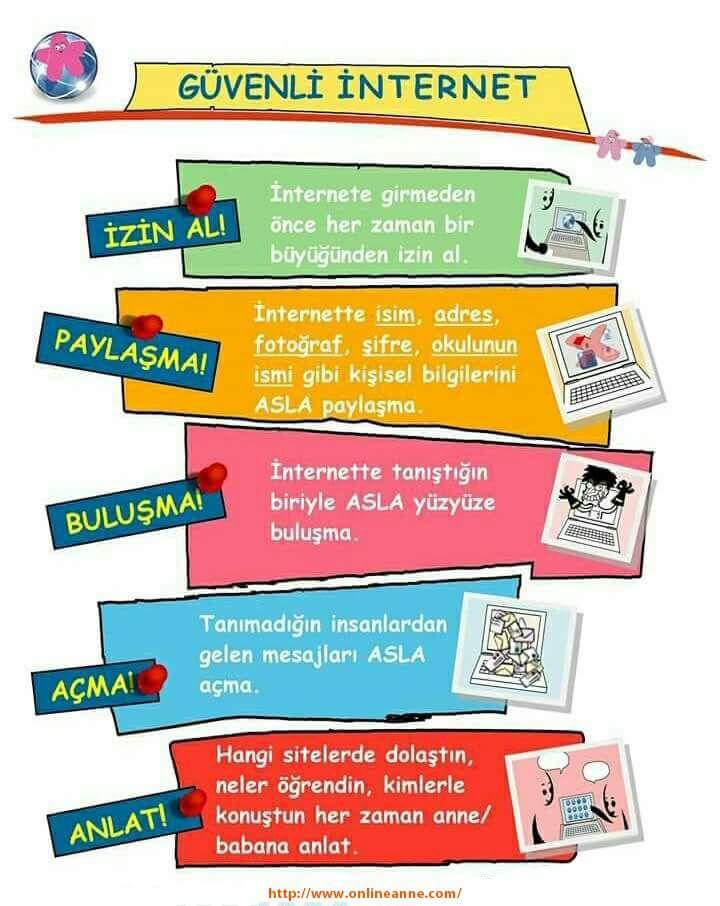 GÜVENLİ İNTERNET
İZİN AL!
İnternete girmeden
önce her zaman bir
büyüğünden izin al.
PAYLAŞMA!
İnternette isim, adres,
fotoğraf, şifre, okulunun
ismi gibi kişisel bilgilerini
ASLA paylaşma.
BULUŞMA!
İnternette tanıştığın
biriyle ASLA yüzyüze
buluşma.
AÇMA!
Tanımadığın insanlardan
gelen mesajları ASLA
açma.
ANLAT!
Hangi sitelerde dolaştın,
neler öğrendin, kimlerle
konuştun her zaman anne/
babana anlat.
http://www.onlineanne.com/